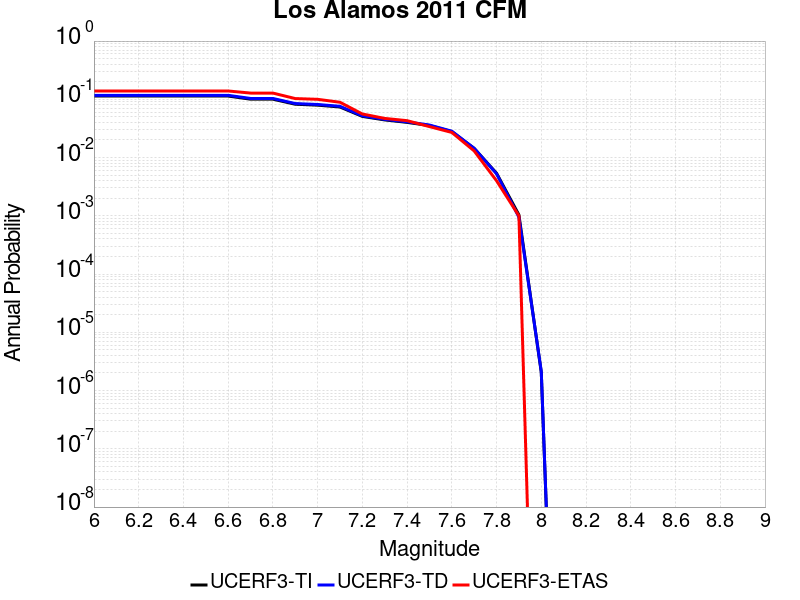 Los Alamos 2011 CFM
10^0
10^-1
10^-2
10^-3
10^-4
10^-5
10^-6
10^-7
10^-8
Annual Probability
6 6.2 6.4 6.6 6.8 7 7.2 7.4 7.6 7.8 8 8.2 8.4 8.6 8.8 9
Magnitude
UCERF3-TI UCERF3-TD UCERF3-ETAS